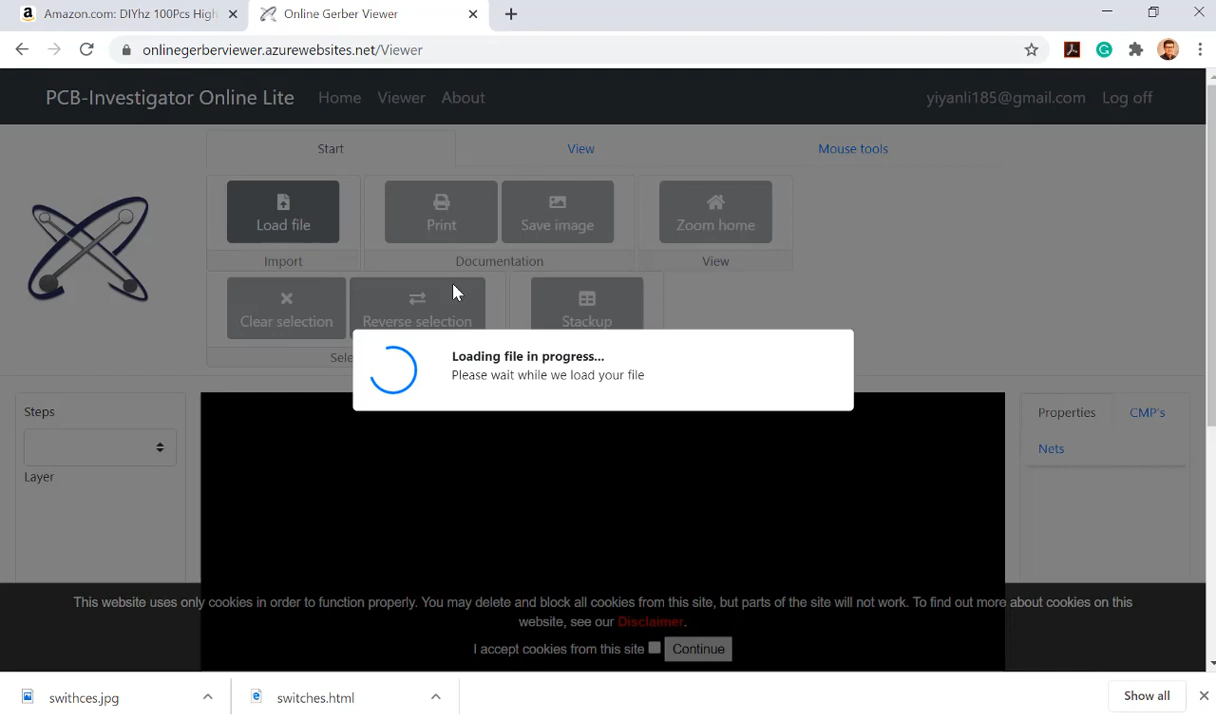 Amazon.com: DIYhz 100Pcs High
Online Gerber Viewer
onlinegerberviewer.azurewebsites.net/Viewer
PCB-Investigator Online Lite Home Viewer About yiyanli185@gmail.com Log off
Start View Mouse tools
Load file Print Save image Zoom home
Import Documentation View
Clear selection Reverse selection Stackup
Sele
Loading file in progress...
Please wait while we load your file
Steps
Layer
Properties CMP's
Nets
This website uses only cookies in order to function properly. You may delete and block all cookies from this site, but parts of the site will not work. To find out more about cookies on this
website, see our Disclaimer.
I accept cookies from this site Continue
swithces.jpg switches.html Show all